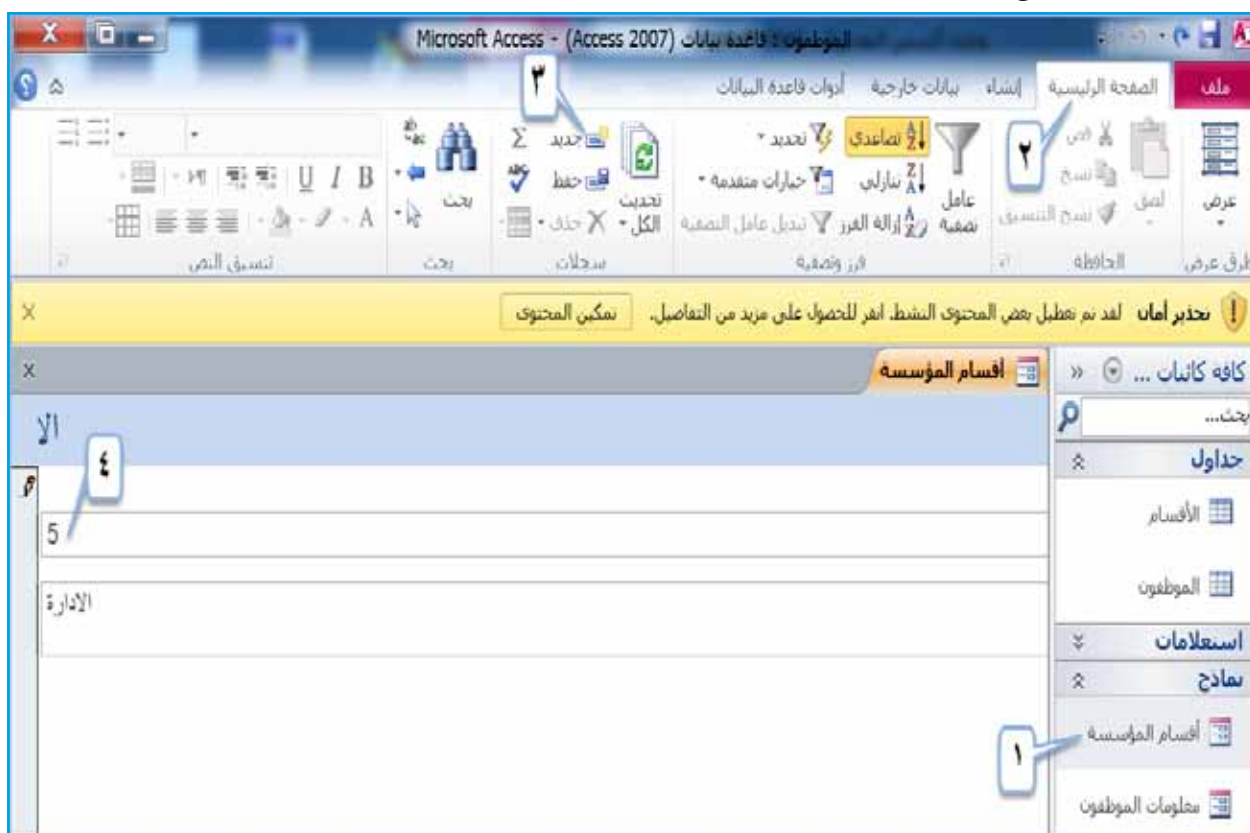 الموظفون : قاعدة بيانات (Access 2007) - Microsoft Access
ملف الصفحة الرئيسية إنشاء بيانات خارجية أدوات قاعدة البيانات
٣
٢
عرض
لصق
قص
نسخ
نسخ التنسيق
عامل تصفية
تصاعدي
تنازلي
إزالة الفرز
تحديد
خيارات متقدمة
تبديل عامل التصفية
تحديث الكل
جديد
حفظ
حذف
بحث
B I U
A
طرق عرض الحافظة فرز وتصفية سجلات بحث تنسيق النص
تحذير أمان لقد تم تعطيل بعض المحتوى النشط. انقر للحصول على مزيد من التفاصيل. تمكين المحتوى
كافة كائنات ...
أقسام المؤسسة
بحث...
الا
٤
جداول
الأقسام
5
الموظفون
الادارة
استعلامات
نماذج
أقسام المؤسسة
١
معلومات الموظفون